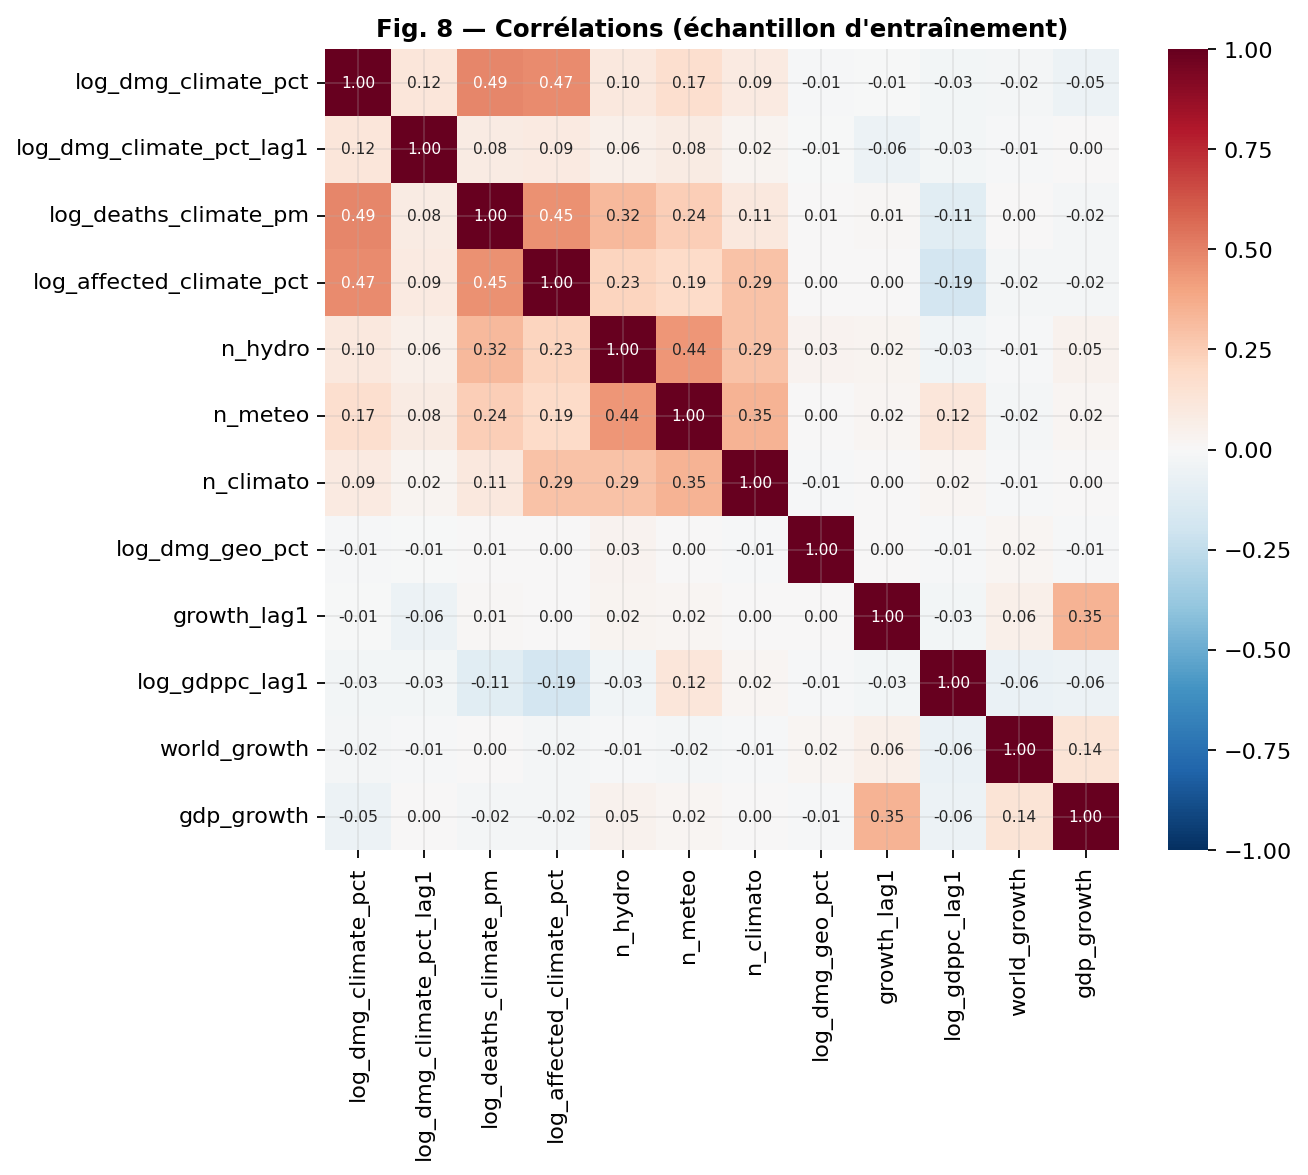 Fig. 8 — Corrélations (échantillon d'entraînement)
log_dmg_climate_pct 1.00 0.12 0.49 0.47 0.10 0.17 0.09 -0.01 -0.01 -0.03 -0.02 -0.05
log_dmg_climate_pct_lag1 0.12 1.00 0.08 0.09 0.06 0.08 0.02 -0.01 -0.06 -0.03 -0.01 0.00
log_deaths_climate_pm 0.49 0.08 1.00 0.45 0.32 0.24 0.11 0.01 0.01 -0.11 0.00 -0.02
log_affected_climate_pct 0.47 0.09 0.45 1.00 0.23 0.19 0.29 0.00 0.00 -0.19 -0.02 -0.02
n_hydro 0.10 0.06 0.32 0.23 1.00 0.44 0.29 0.03 0.02 -0.03 -0.01 0.05
n_meteo 0.17 0.08 0.24 0.19 0.44 1.00 0.35 0.00 0.02 0.12 -0.02 0.02
n_climato 0.09 0.02 0.11 0.29 0.29 0.35 1.00 -0.01 0.00 0.02 -0.01 0.00
log_dmg_geo_pct -0.01 -0.01 0.01 0.00 0.03 0.00 -0.01 1.00 0.00 -0.01 0.02 -0.01
growth_lag1 -0.01 -0.06 0.01 0.00 0.02 0.02 0.00 0.00 1.00 -0.03 0.06 0.35
log_gdppc_lag1 -0.03 -0.03 -0.11 -0.19 -0.03 0.12 0.02 -0.01 -0.03 1.00 -0.06 -0.06
world_growth -0.02 -0.01 0.00 -0.02 -0.01 -0.02 -0.01 0.02 0.06 -0.06 1.00 0.14
gdp_growth -0.05 0.00 -0.02 -0.02 0.05 0.02 0.00 -0.01 0.35 -0.06 0.14 1.00
log_dmg_climate_pct
log_dmg_climate_pct_lag1
log_deaths_climate_pm
log_affected_climate_pct
n_hydro
n_meteo
n_climato
log_dmg_geo_pct
growth_lag1
log_gdppc_lag1
world_growth
gdp_growth
1.00
0.75
0.50
0.25
0.00
−0.25
−0.50
−0.75
−1.00